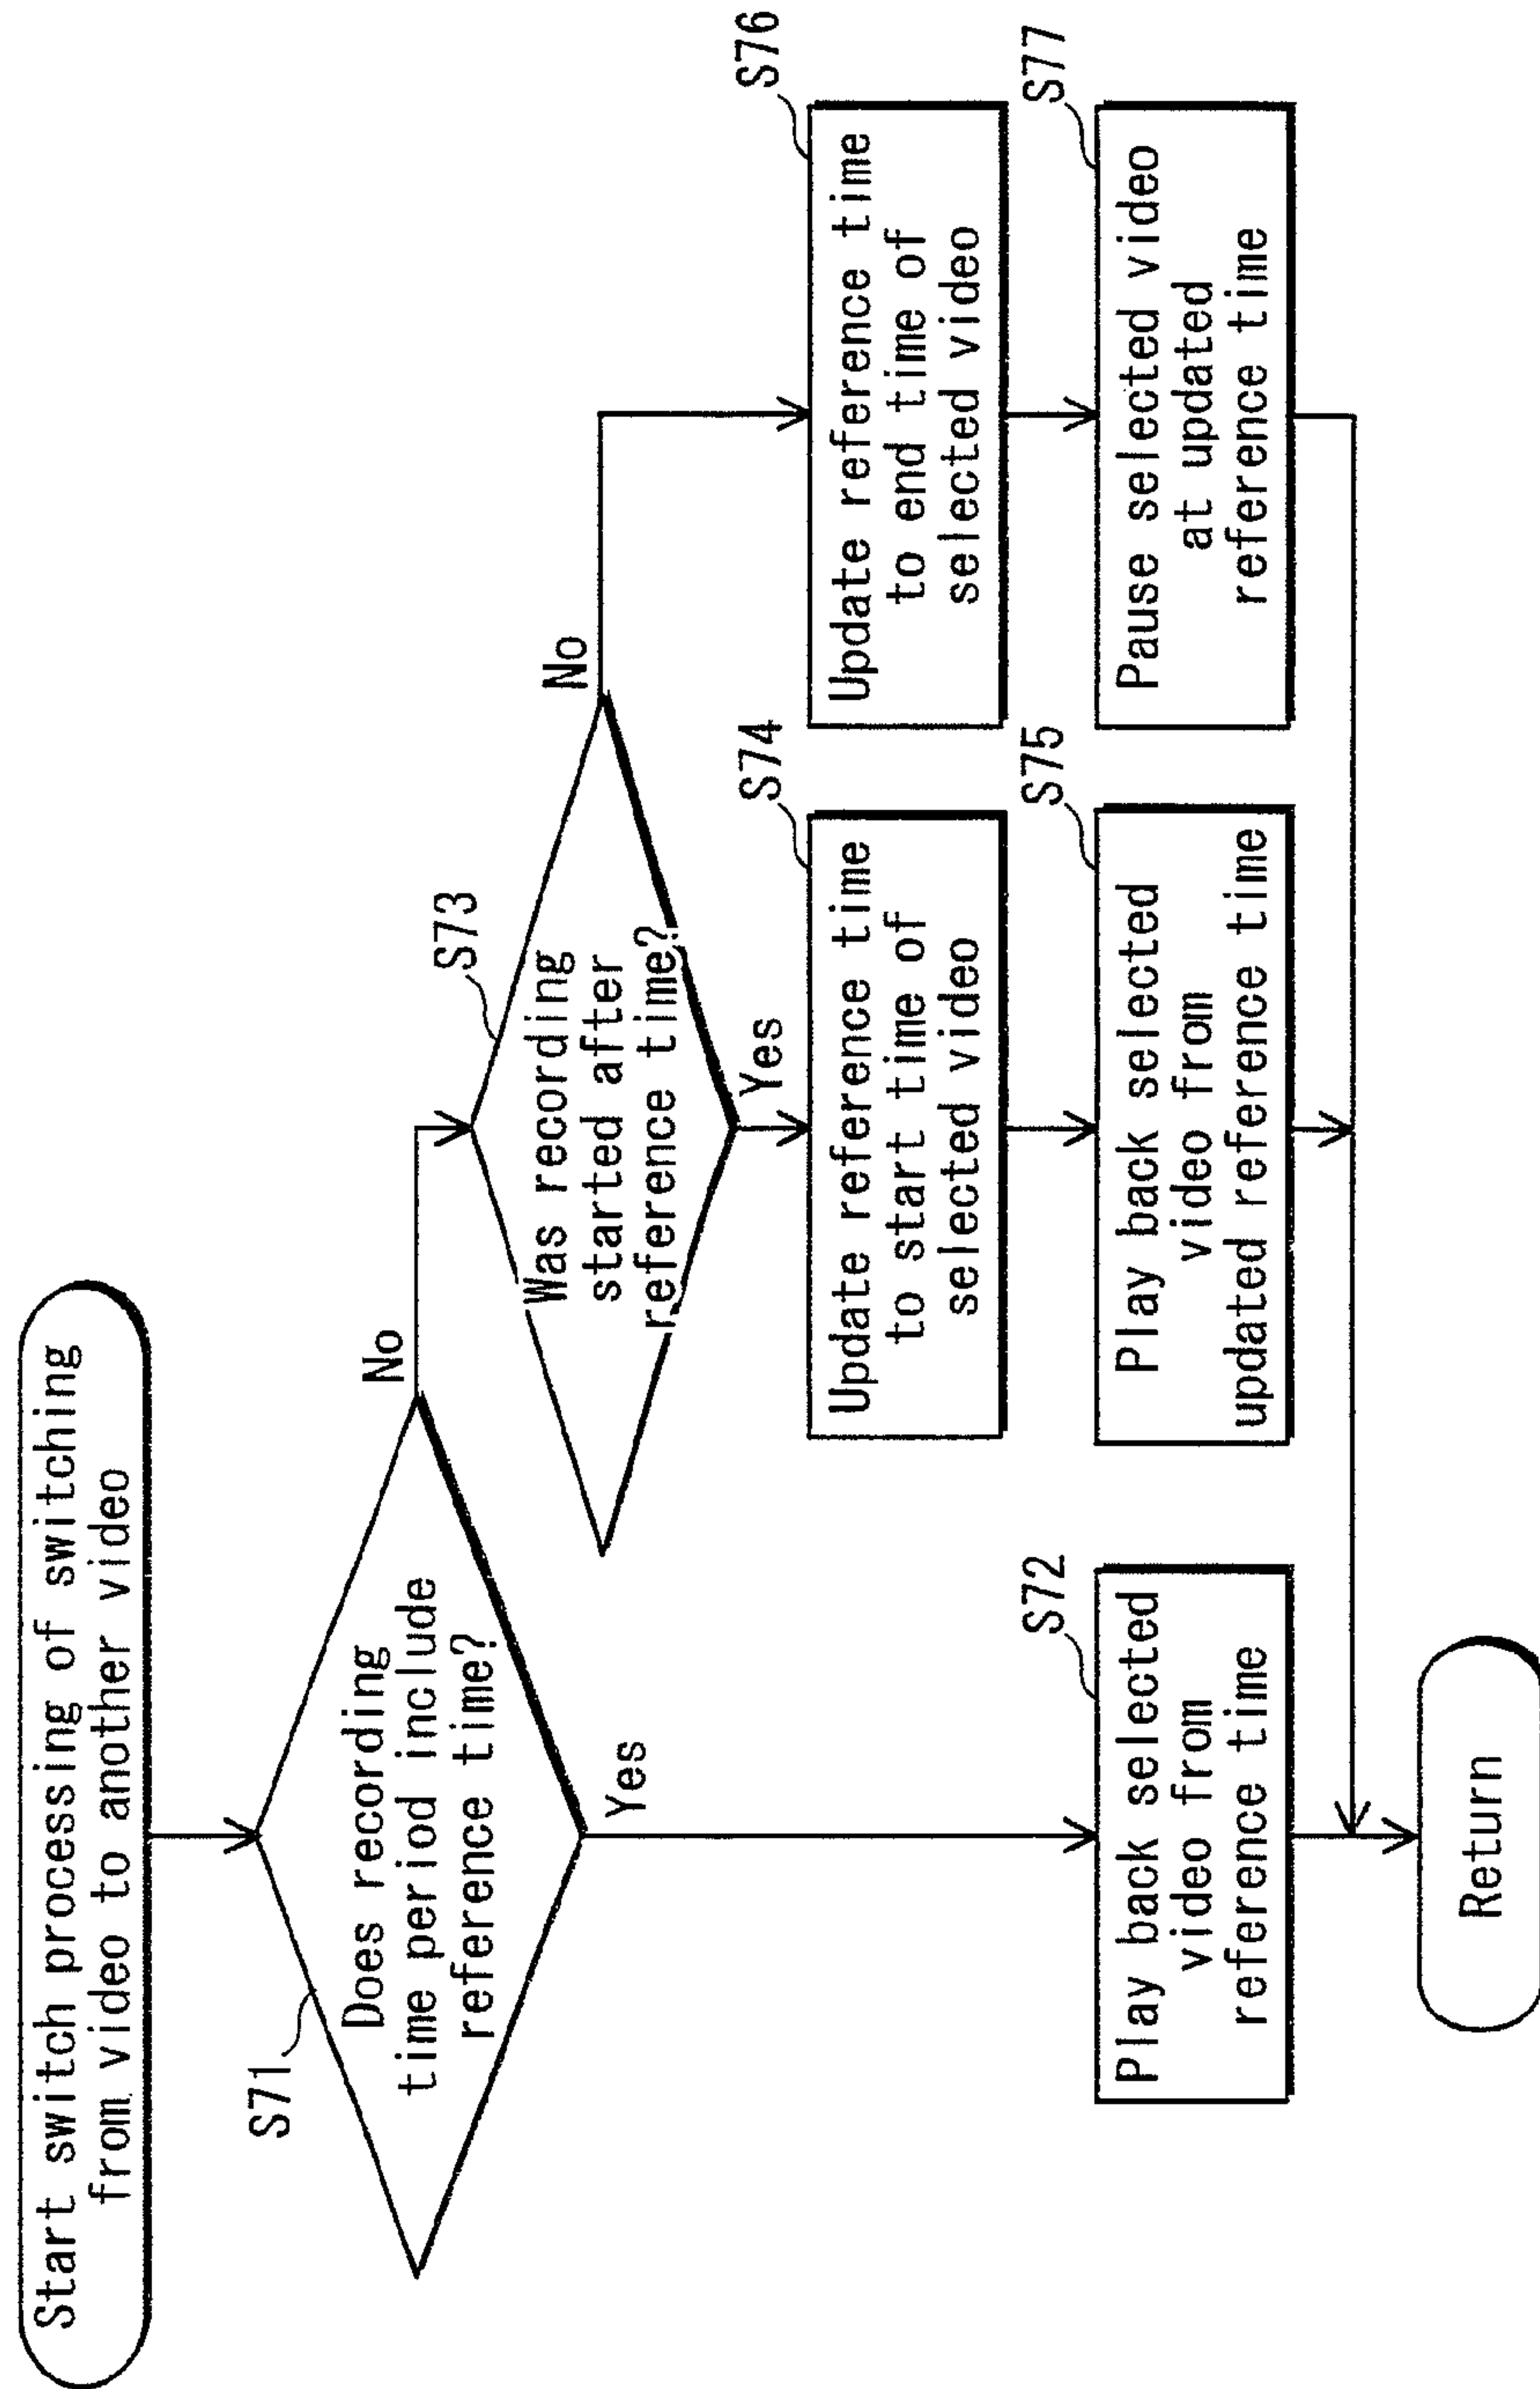 Start switch processing of switching
from video to another video
S71
Does recording
time period include
reference time?
No
Yes
S73
Was recording
started after
reference time?
No
Yes
S72
Play back selected
video from
reference time
S74
Update reference time
to start time of
selected video
S75
Play back selected
video from
updated reference time
S76
Update reference time
to end time of
selected video
S77
Pause selected video
at updated
reference time
Return